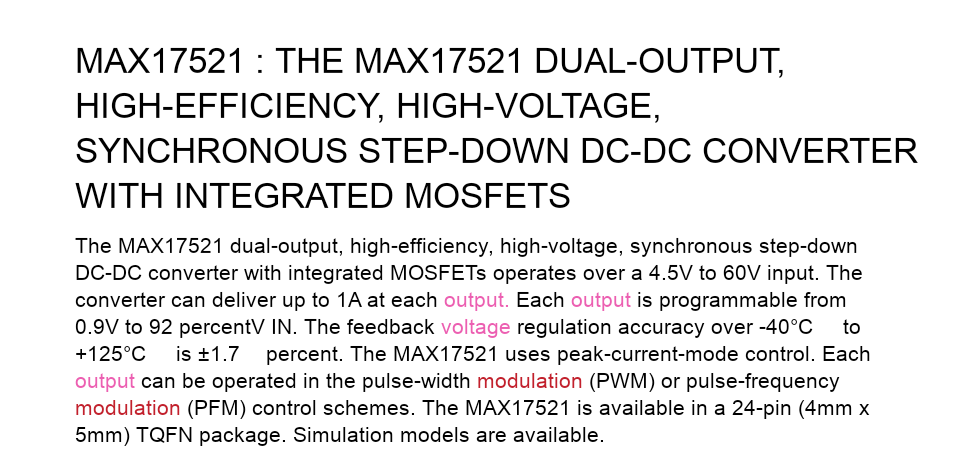 MAX17521 : THE MAX17521 DUAL-OUTPUT,
HIGH-EFFICIENCY, HIGH-VOLTAGE,
SYNCHRONOUS STEP-DOWN DC-DC CONVERTER
WITH INTEGRATED MOSFETS
The MAX17521 dual-output, high-efficiency, high-voltage, synchronous step-down
DC-DC converter with integrated MOSFETs operates over a 4.5V to 60V input. The
converter can deliver up to 1A at each output. Each output is programmable from
0.9V to 92 percentV IN. The feedback voltage regulation accuracy over -40°C to
+125°C is ±1.7 percent. The MAX17521 uses peak-current-mode control. Each
output can be operated in the pulse-width modulation (PWM) or pulse-frequency
modulation (PFM) control schemes. The MAX17521 is available in a 24-pin (4mm x
5mm) TQFN package. Simulation models are available.